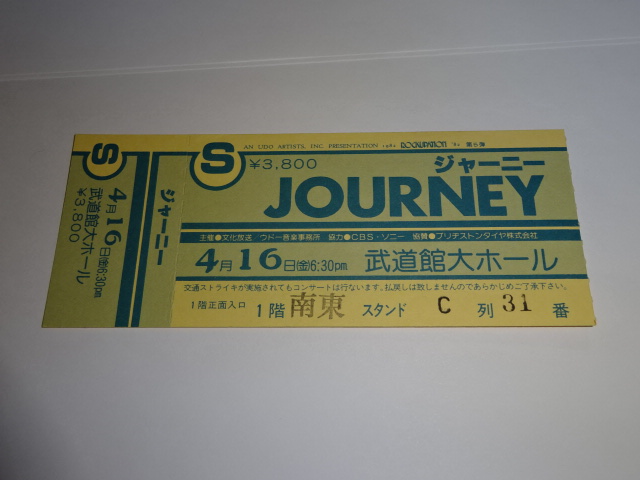 S
4月16日(金)6:30pm
武道館大ホール
¥3,800
ジャーニー
AN UDO ARTISTS, INC PRESENTATION 1982 ROCKUPATION '82 第6弾
S
¥3,800
ジャーニー
JOURNEY
主催●文化放送/ウドー音楽事務所 協力●CBS・ソニー 協賛●ブリヂストンタイヤ株式会社
4月16日(金)6:30pm 武道館大ホール
交通ストライキが実施されてもコンサートは行ないます。払戻しは致しませんのであらかじめご了承下さい。
1階正面入口 1階 南東 スタンド C 列 31 番